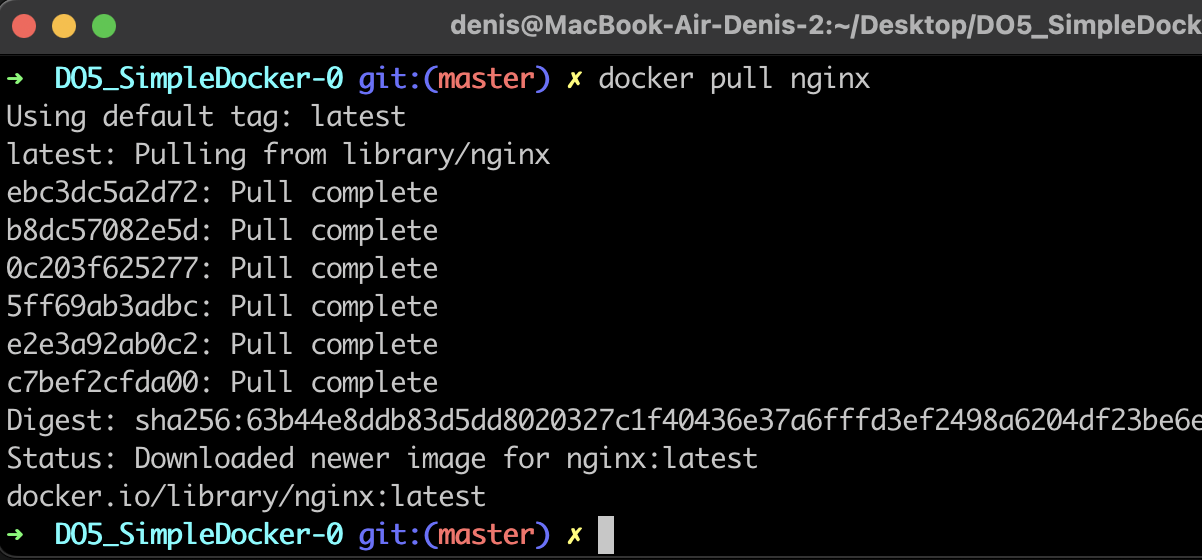 denis@MacBook-Air-Denis-2:~/Desktop/DO5_SimpleDock
➜ DO5_SimpleDocker-0 git:(master) ✗ docker pull nginx
Using default tag: latest
latest: Pulling from library/nginx
ebc3dc5a2d72: Pull complete
b8dc57082e5d: Pull complete
0c203f625277: Pull complete
5ff69ab3adbc: Pull complete
e2e3a92ab0c2: Pull complete
c7bef2cfda00: Pull complete
Digest: sha256:63b44e8ddb83d5dd8020327c1f40436e37a6fffd3ef2498a6204df23be6e
Status: Downloaded newer image for nginx:latest
docker.io/library/nginx:latest
➜ DO5_SimpleDocker-0 git:(master) ✗